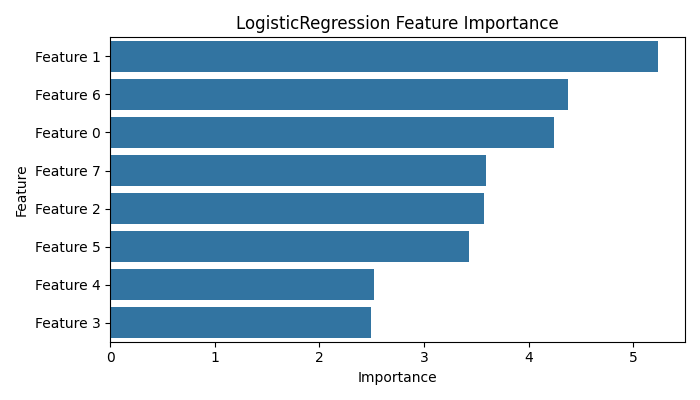 LogisticRegression Feature Importance
Feature 1
Feature 6
Feature 0
Feature 7
Feature 2
Feature 5
Feature 4
Feature 3
Feature
0 1 2 3 4 5
Importance